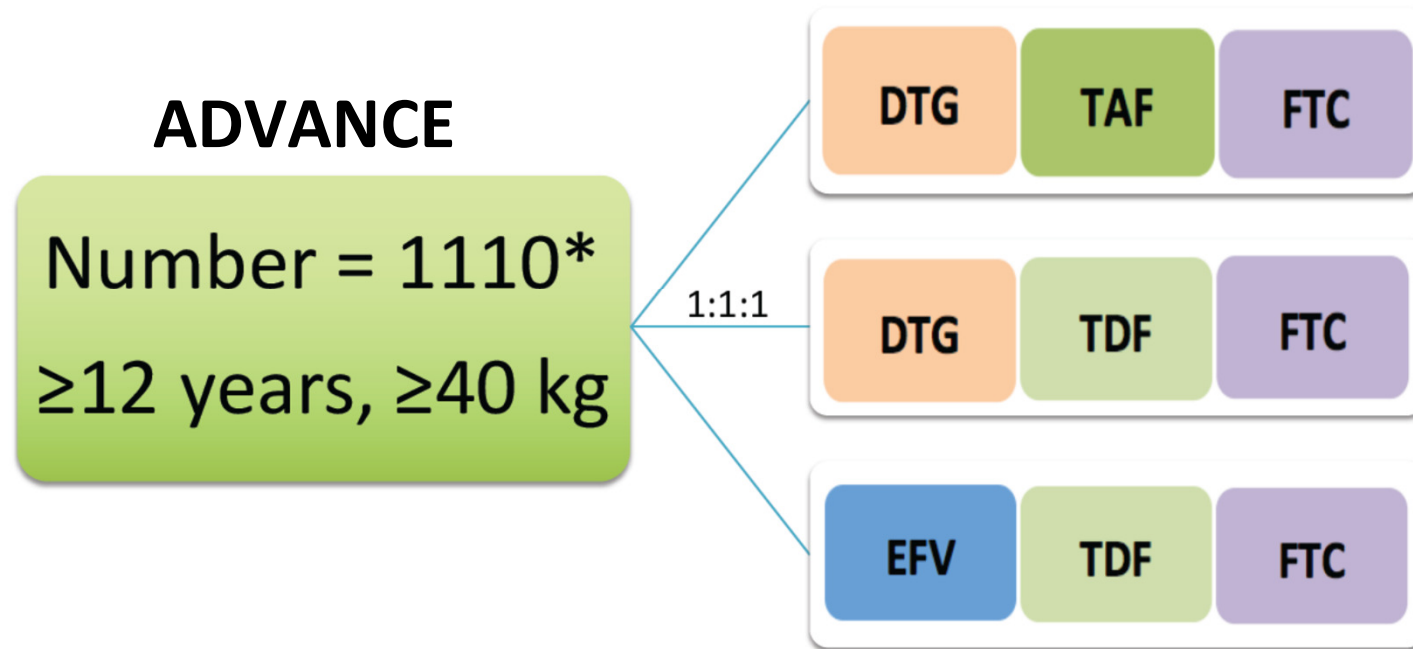 ADVANCE
Number = 1110*
≥12 years, ≥40 kg
1:1:1
DTG TAF FTC
DTG TDF FTC
EFV TDF FTC